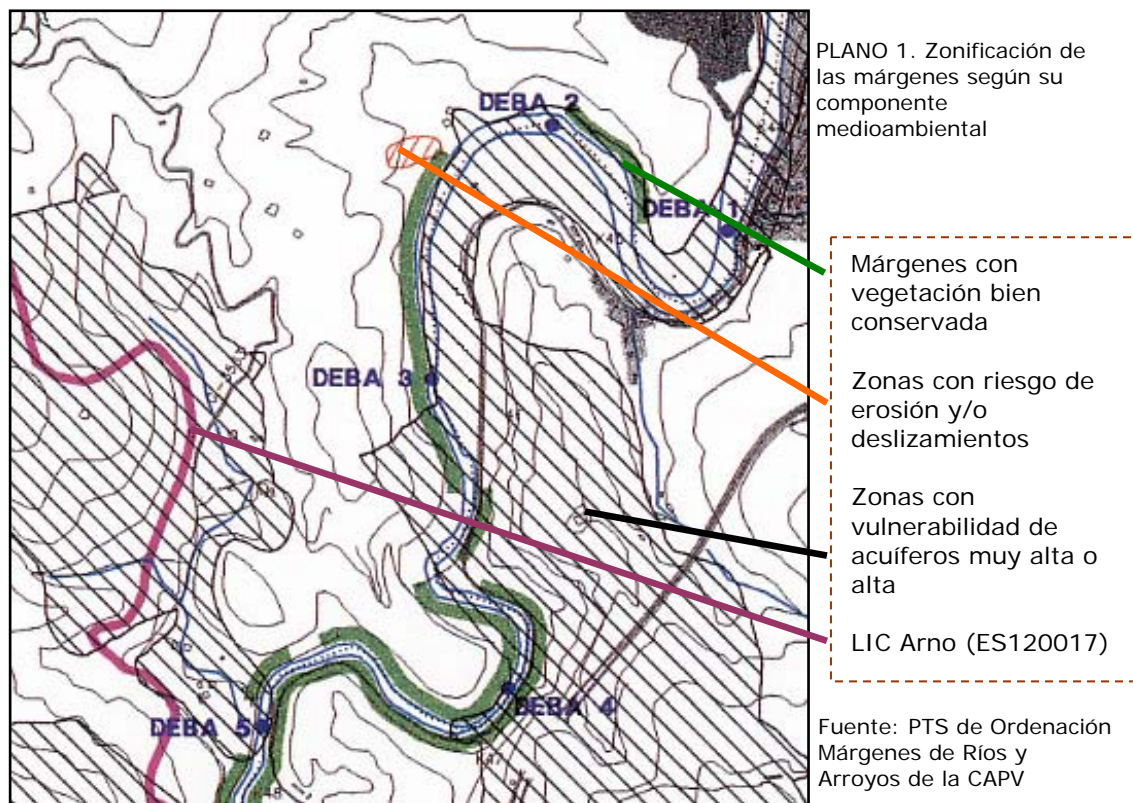 PLANO 1. Zonificación de
las márgenes según su
componente
medioambiental
DEBA 2
DEBA 1
DEBA 3
DEBA 4
DEBA 5
Márgenes con
vegetación bien
conservada
Zonas con riesgo de
erosión y/o
deslizamientos
Zonas con
vulnerabilidad de
acuíferos muy alta o
alta
LIC Arno (ES120017)
Fuente: PTS de Ordenación
Márgenes de Ríos y
Arroyos de la CAPV